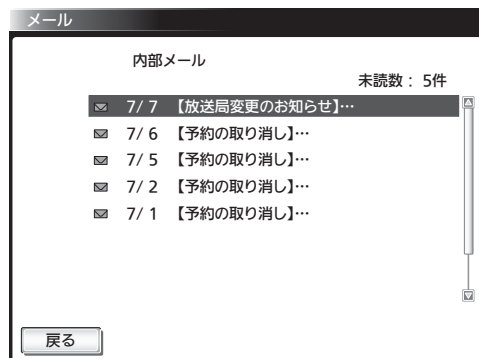 メール
内部メール
未読数： 5件
7/ 7 【放送局変更のお知らせ】…
7/ 6 【予約の取り消し】…
7/ 5 【予約の取り消し】…
7/ 2 【予約の取り消し】…
7/ 1 【予約の取り消し】…
戻る